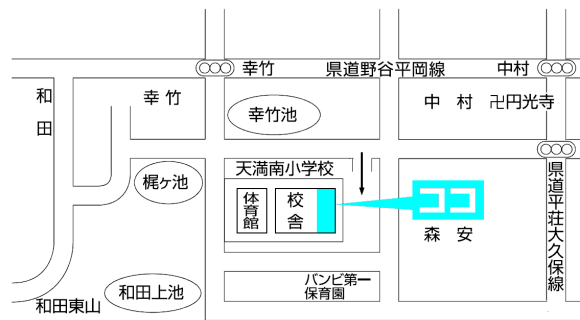 幸竹
県道野谷平岡線
中村
和田
幸竹
幸竹池
中村
卍円光寺
天満南小学校
梶ヶ池
体育館
校舎
ココ
森安
県道平荘大久保線
バンビ第一
保育園
和田上池
和田東山